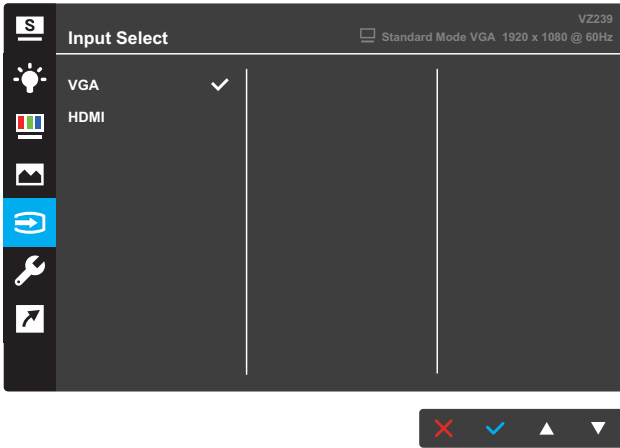 S
VZ239
Input Select
Standard Mode VGA 1920 x 1080 @ 60Hz
VGA
HDMI